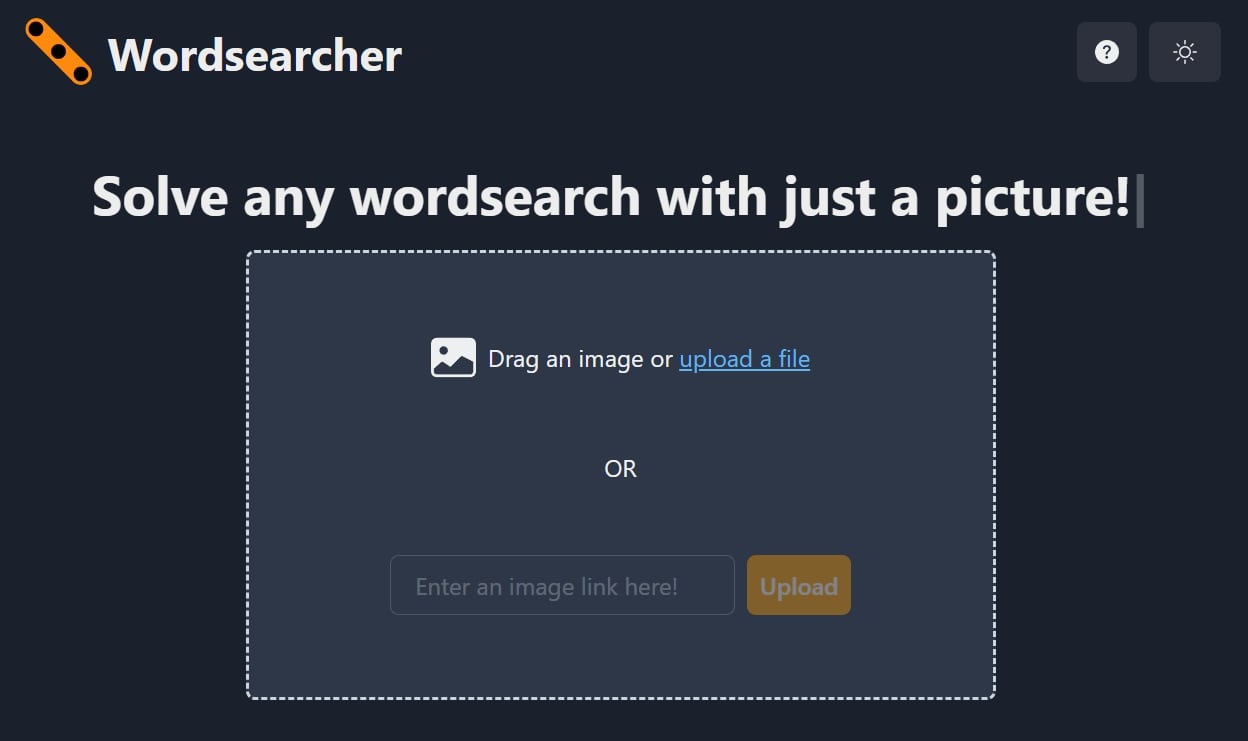 Wordsearcher
?
Solve any wordsearch with just a picture!
Drag an image or upload a file
OR
Enter an image link here!
Upload